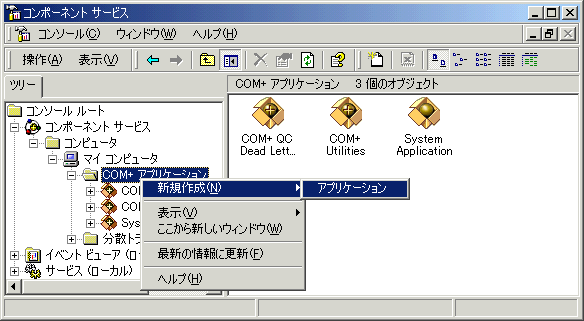 コンポーネント サービス
コンソール(C) ウィンドウ(W) ヘルプ(H)
操作(A) 表示(V)
ツリー
COM+ アプリケーション 3 個のオブジェクト
コンソール ルート
コンポーネント サービス
コンピュータ
マイ コンピュータ
COM+ アプリケーション
COM
COM
Sys
分散トラ
イベント ビューア (ローカル)
サービス (ローカル)
COM+ QC
Dead Lett...
COM+
Utilities
System
Application
新規作成(N)
アプリケーション
表示(V)
ここから新しいウィンドウ(W)
最新の情報に更新(F)
ヘルプ(H)